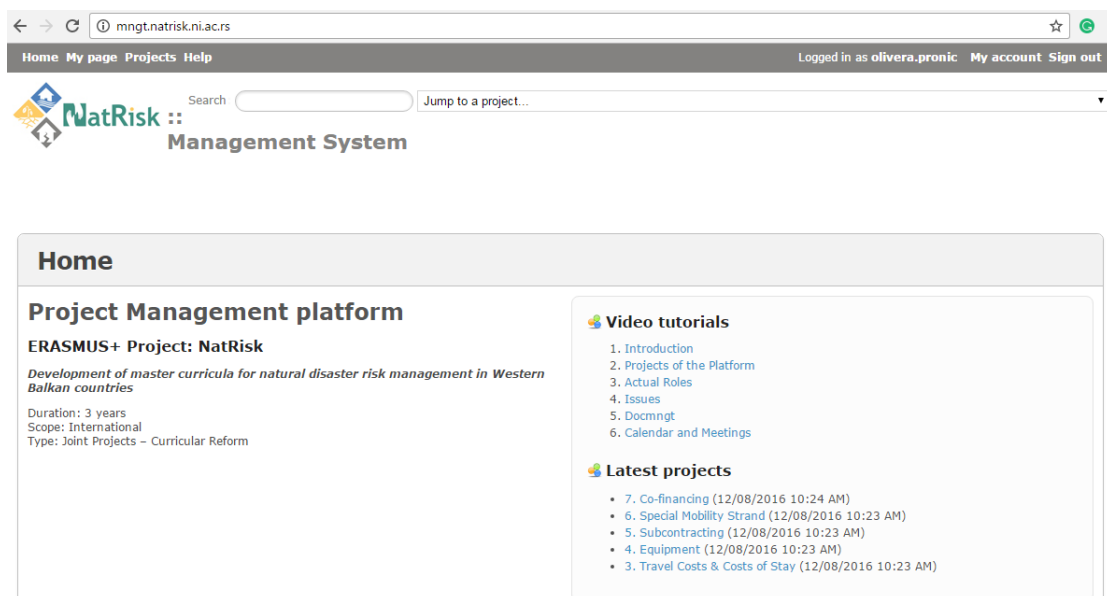 mngt.natrisk.ni.ac.rs
Home My page Projects Help
Logged in as olivera.pronic My account Sign out
Search
Jump to a project...
NatRisk ::
Management System
Home
Project Management platform
ERASMUS+ Project: NatRisk
Development of master curricula for natural disaster risk management in Western
Balkan countries
Duration: 3 years
Scope: International
Type: Joint Projects – Curricular Reform
Video tutorials
1. Introduction
2. Projects of the Platform
3. Actual Roles
4. Issues
5. Docmngt
6. Calendar and Meetings
Latest projects
• 7. Co-financing (12/08/2016 10:24 AM)
• 6. Special Mobility Strand (12/08/2016 10:23 AM)
• 5. Subcontracting (12/08/2016 10:23 AM)
• 4. Equipment (12/08/2016 10:23 AM)
• 3. Travel Costs & Costs of Stay (12/08/2016 10:23 AM)